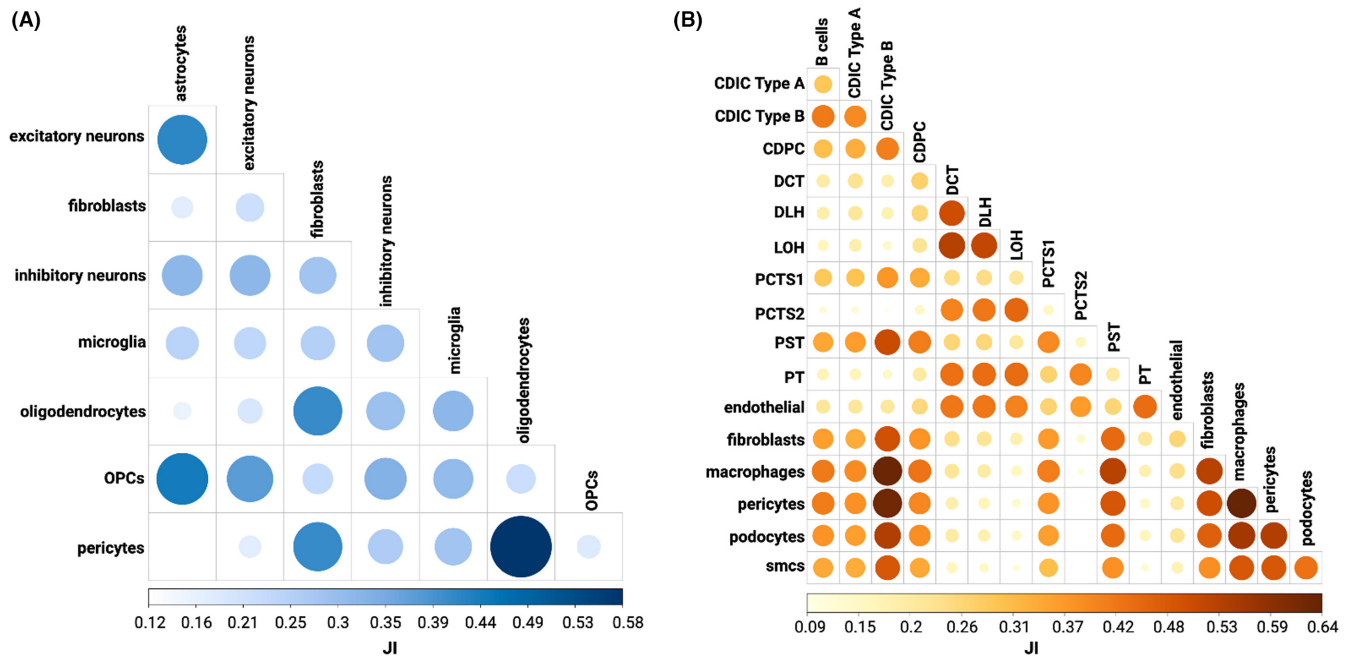 (A)
astrocytes
excitatory neurons
fibroblasts
inhibitory neurons
microglia
oligodendrocytes
OPCs
excitatory neurons
fibroblasts
inhibitory neurons
microglia
oligodendrocytes
OPCs
pericytes
0.12 0.16 0.21 0.25 0.3 0.35 0.39 0.44 0.49 0.53 0.58
JI
(B)
B cells
CDIC Type A
CDIC Type B
CDPC
DCT
DLH
LOH
PCTS1
PCTS2
PST
PT
endothelial
fibroblasts
macrophages
pericytes
podocytes
CDIC Type A
CDIC Type B
CDPC
DCT
DLH
LOH
PCTS1
PCTS2
PST
PT
endothelial
fibroblasts
macrophages
pericytes
podocytes
smcs
0.09 0.15 0.2 0.26 0.31 0.37 0.42 0.48 0.53 0.59 0.64
JI